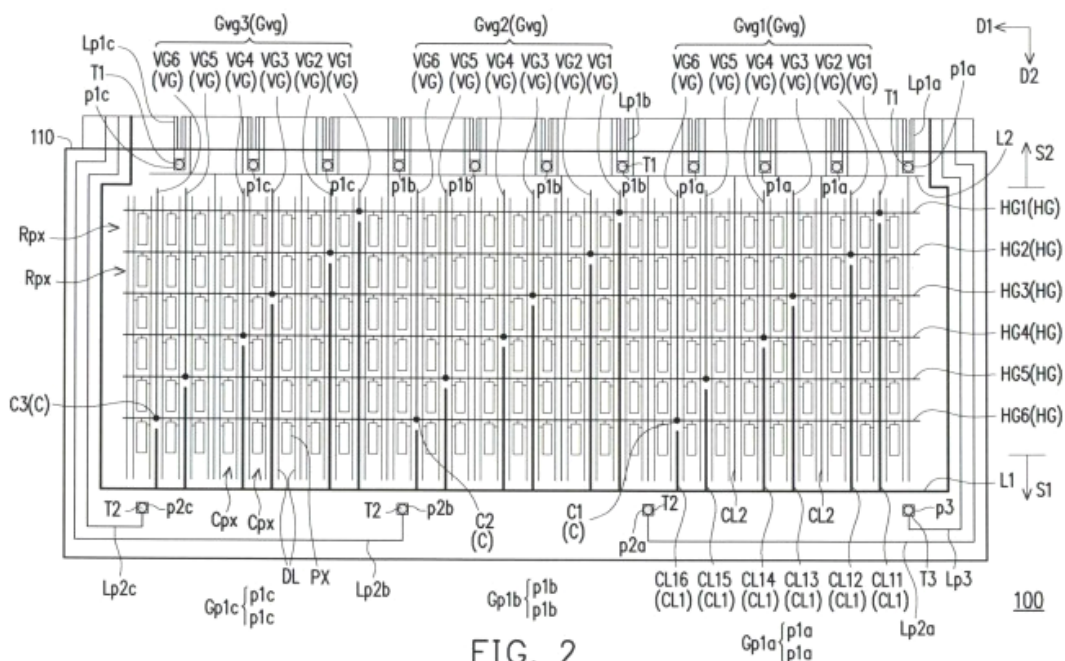 Gvg3(Gvg) Gvg2(Gvg) Gvg1(Gvg)
D1
D2
Lp1c VG6 VG5 VG4 VG3 VG2 VG1 VG6 VG5 VG4 VG3 VG2 VG1 VG6 VG5 VG4 VG3 VG2 VG1 Lp1a
T1 (VG) (VG) (VG) (VG) (VG) (VG) (VG) (VG) (VG) (VG) (VG) (VG) (VG) (VG) (VG) (VG) (VG) (VG) T1 p1a
p1c Lp1b
110 L2
T1 S2
p1c p1c p1b p1b p1b p1b p1a p1a p1a
HG1(HG)
Rpx HG2(HG)
Rpx
HG3(HG)
HG4(HG)
HG5(HG)
C3(C) HG6(HG)
L1 S1
T2 p2c Cpx Cpx T2 p2b C2 (C) C1 (C) T2 p2a CL2 CL2 p3
Lp2c DL PX Lp2b CL16 CL15 CL14 CL13 CL12 CL11 T3 Lp3
(CL1) (CL1) (CL1) (CL1) (CL1) (CL1)
Lp2a
100
Gp1c { p1c
p1c
Gp1b { p1b
p1b
Gp1a { p1a
p1a
FIG. 2